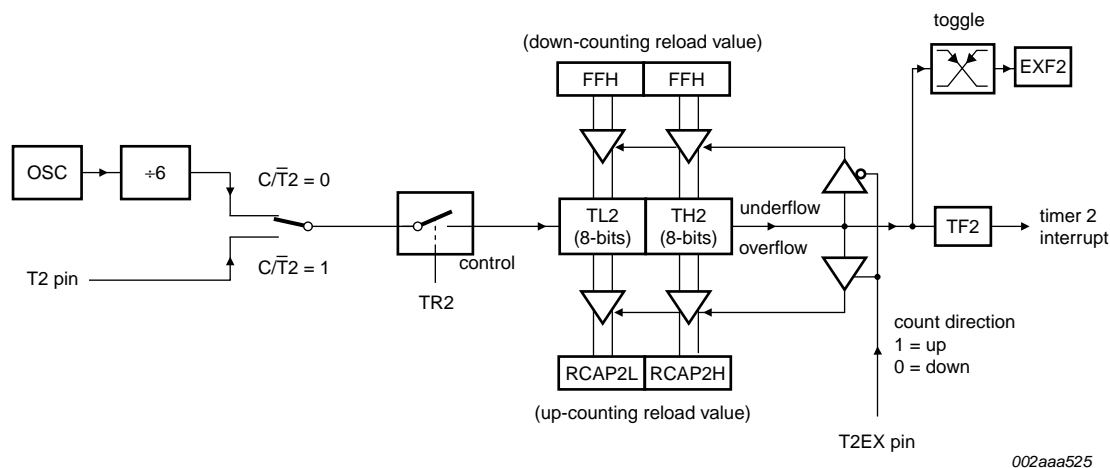 toggle
(down-counting reload value)
FFH
FFH
EXF2
OSC
÷6
C/T̅2 = 0
TL2
(8-bits)
TH2
(8-bits)
underflow
overflow
TF2
timer 2
interrupt
control
C/T̅2 = 1
T2 pin
TR2
count direction
1 = up
0 = down
RCAP2L
RCAP2H
(up-counting reload value)
T2EX pin
002aaa525